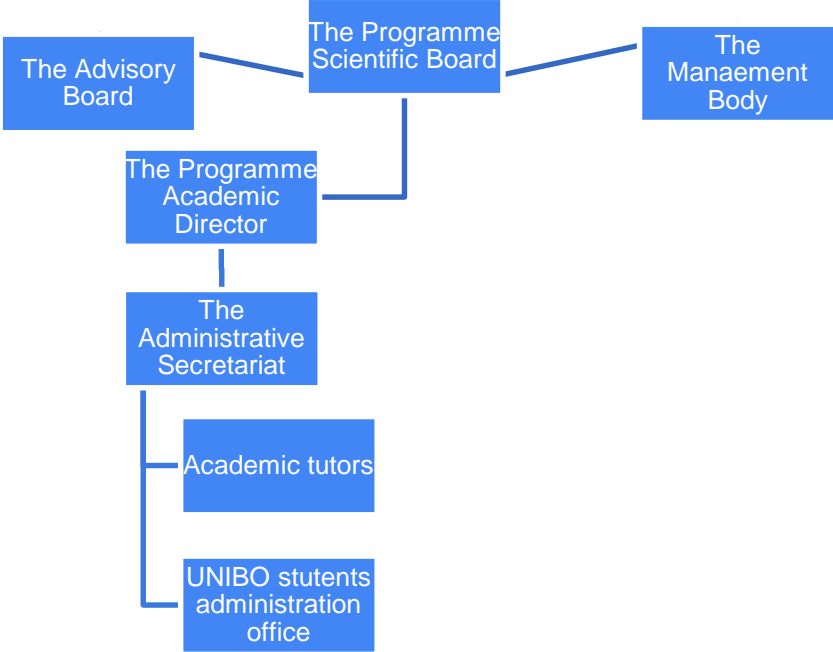 The Programme
Scientific Board
The Advisory
Board
The
Manaement
Body
The Programme
Academic
Director
The
Administrative
Secretariat
Academic tutors
UNIBO stutents
administration
office